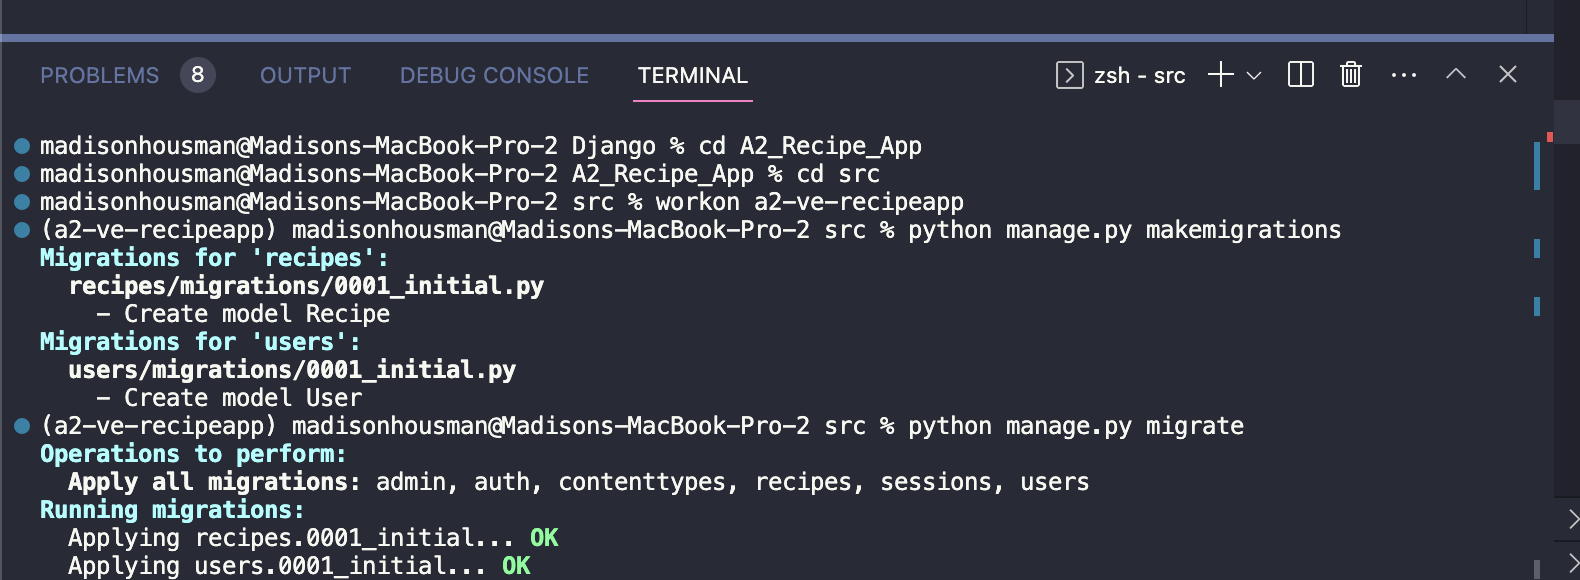 PROBLEMS 8 OUTPUT DEBUG CONSOLE TERMINAL zsh - src
madisonhousman@Madisons-MacBook-Pro-2 Django % cd A2_Recipe_App
madisonhousman@Madisons-MacBook-Pro-2 A2_Recipe_App % cd src
madisonhousman@Madisons-MacBook-Pro-2 src % workon a2-ve-recipeapp
(a2-ve-recipeapp) madisonhousman@Madisons-MacBook-Pro-2 src % python manage.py makemigrations
Migrations for 'recipes':
recipes/migrations/0001_initial.py
- Create model Recipe
Migrations for 'users':
users/migrations/0001_initial.py
- Create model User
(a2-ve-recipeapp) madisonhousman@Madisons-MacBook-Pro-2 src % python manage.py migrate
Operations to perform:
Apply all migrations: admin, auth, contenttypes, recipes, sessions, users
Running migrations:
Applying recipes.0001_initial... OK
Applying users.0001_initial... OK